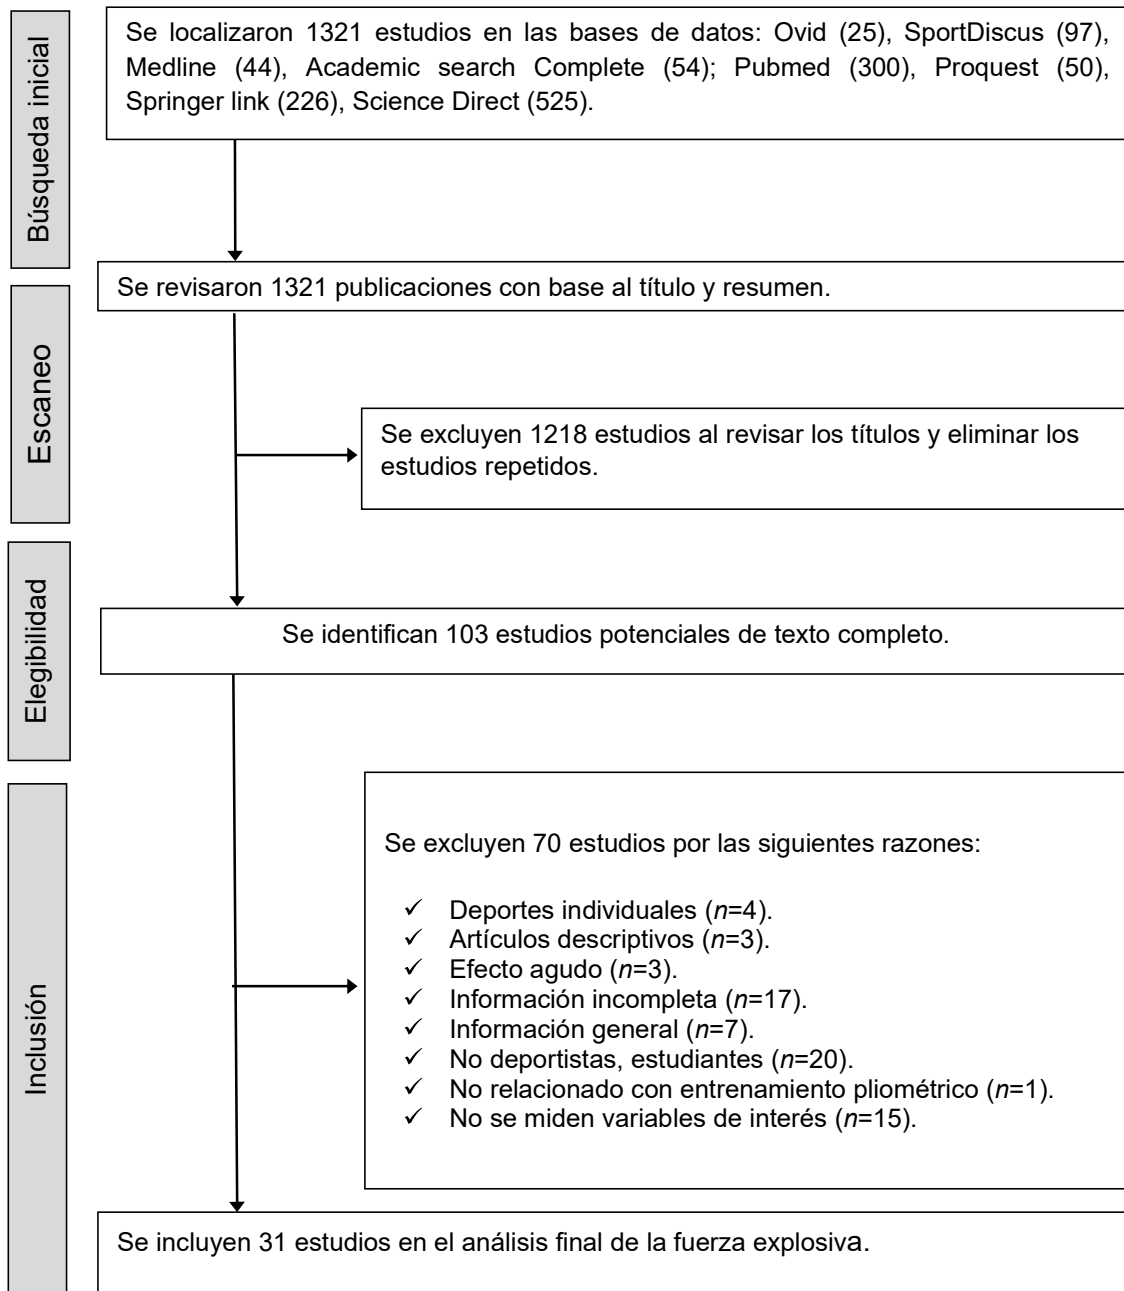 Búsqueda inicial
Se localizaron 1321 estudios en las bases de datos: Ovid (25), SportDiscus (97),
Medline (44), Academic search Complete (54); Pubmed (300), Proquest (50),
Springer link (226), Science Direct (525).
Se revisaron 1321 publicaciones con base al título y resumen.
Escaneo
Se excluyen 1218 estudios al revisar los títulos y eliminar los
estudios repetidos.
Elegibilidad
Se identifican 103 estudios potenciales de texto completo.
Inclusión
Se excluyen 70 estudios por las siguientes razones:
✓ Deportes individuales (n=4).
✓ Artículos descriptivos (n=3).
✓ Efecto agudo (n=3).
✓ Información incompleta (n=17).
✓ Información general (n=7).
✓ No deportistas, estudiantes (n=20).
✓ No relacionado con entrenamiento pliométrico (n=1).
✓ No se miden variables de interés (n=15).
Se incluyen 31 estudios en el análisis final de la fuerza explosiva.